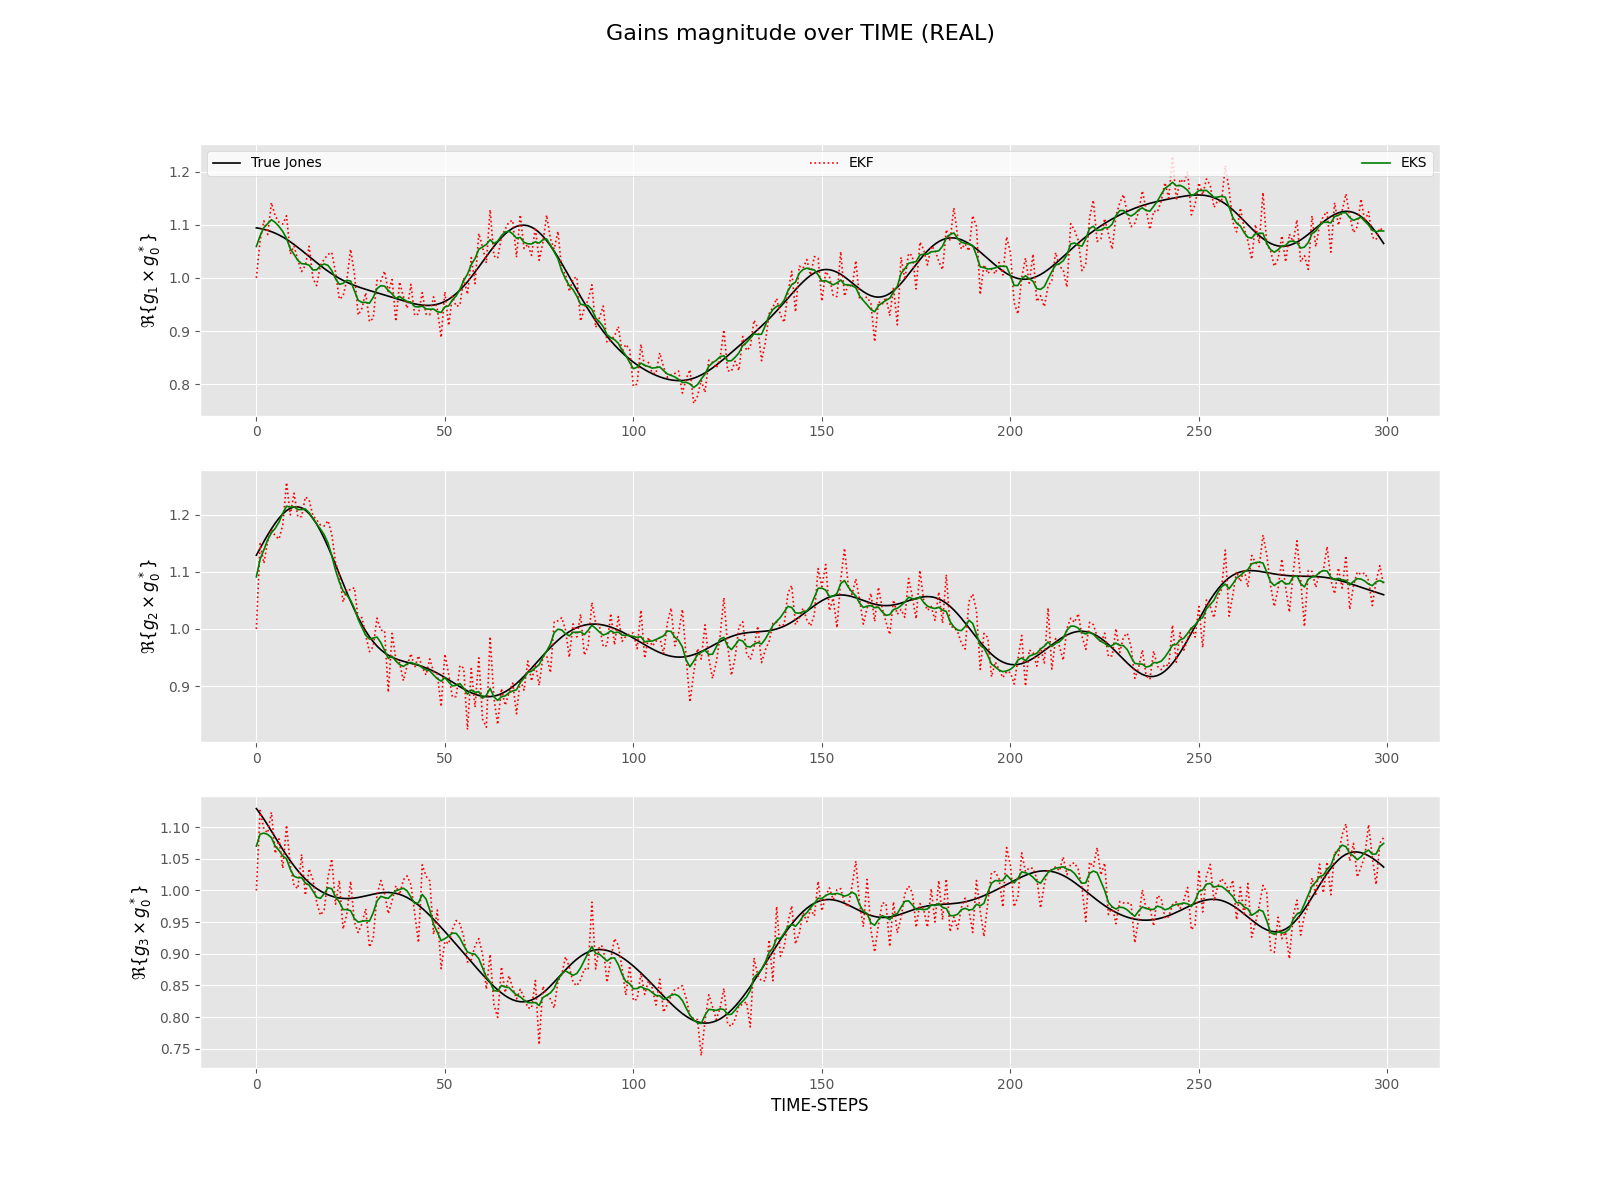 Gains magnitude over TIME (REAL)
True Jones EKF EKS
ℜ{g₁ × g₀*}
1.2
1.1
1.0
0.9
0.8
0 50 100 150 200 250 300
ℜ{g₂ × g₀*}
1.2
1.1
1.0
0.9
0 50 100 150 200 250 300
ℜ{g₃ × g₀*}
1.10
1.05
1.00
0.95
0.90
0.85
0.80
0.75
0 50 100 150 200 250 300
TIME-STEPS